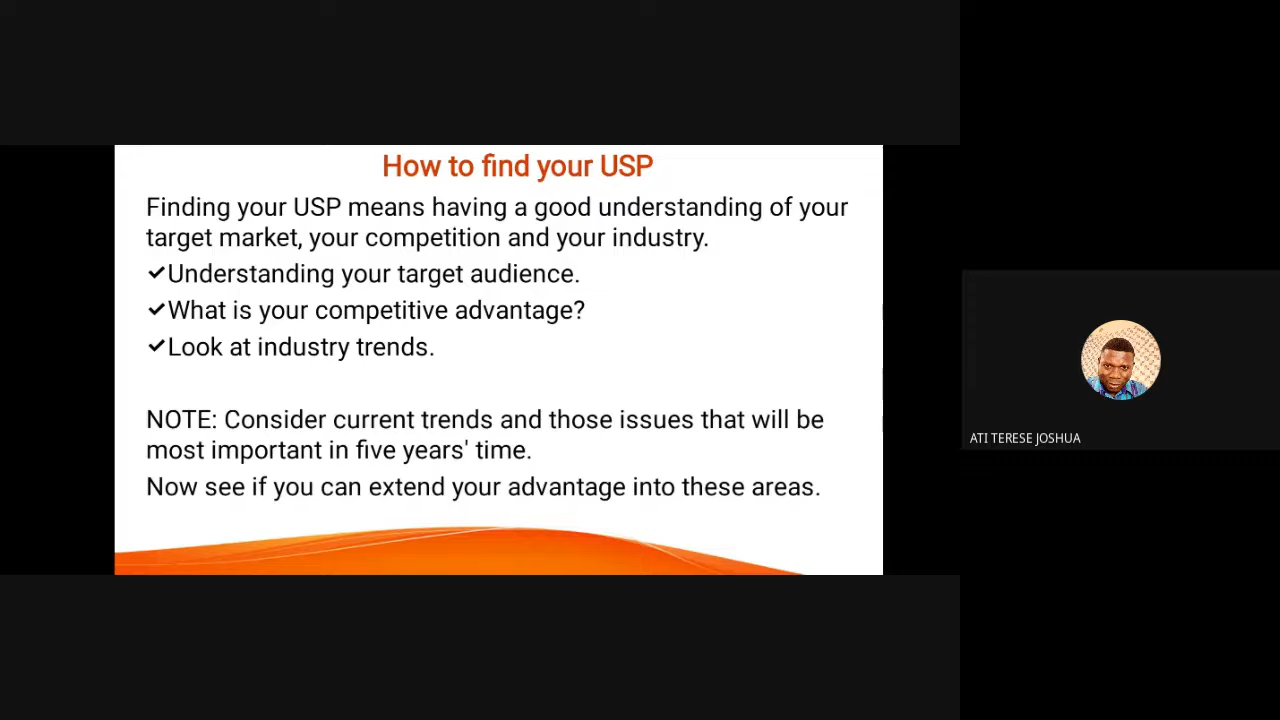 How to find your USP
Finding your USP means having a good understanding of your
target market, your competition and your industry.
✓Understanding your target audience.
✓What is your competitive advantage?
✓Look at industry trends.
NOTE: Consider current trends and those issues that will be
most important in five years' time.
Now see if you can extend your advantage into these areas.
ATI TERESE JOSHUA